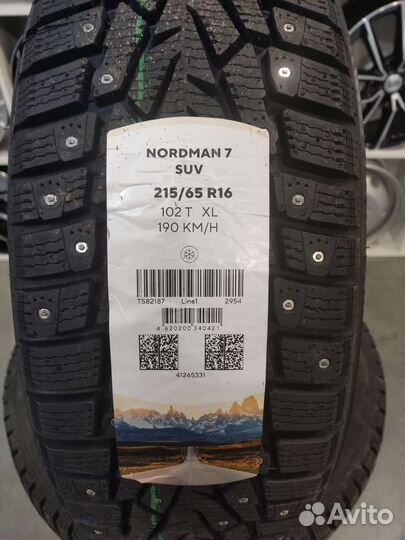 NORDMAN 7
SUV
215/65 R16
102 T XL
190 KM/H
TS82187 Line1 2954
4 620200 340421
41265331
Avito